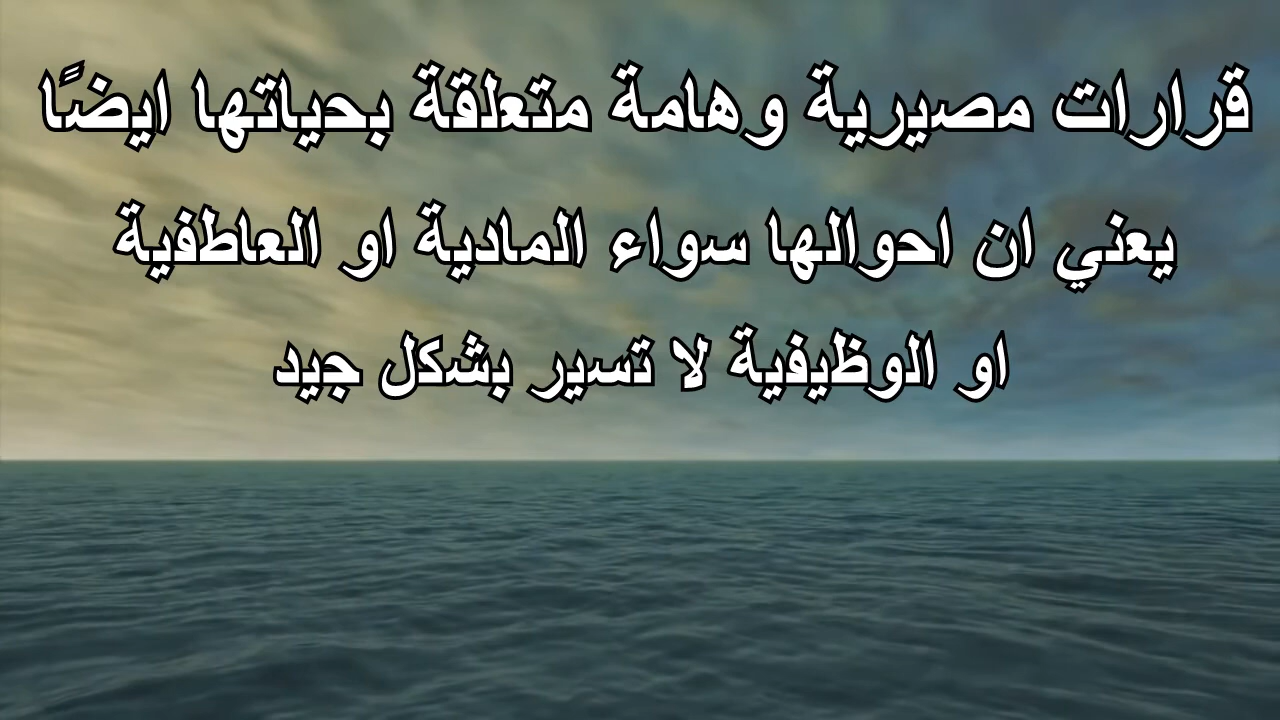 قرارات مصيرية وهامة متعلقة بحياتها ايضًا
يعني ان احوالها سواء المادية او العاطفية
او الوظيفية لا تسير بشكل جيد